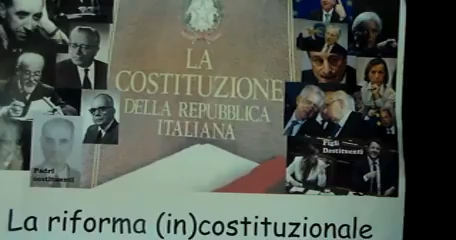 LA
COSTITUZIONE
DELLA REPUBBLICA
ITALIANA
Padri
costituenti
Figli
Destituenti
La riforma (in)costituzionale